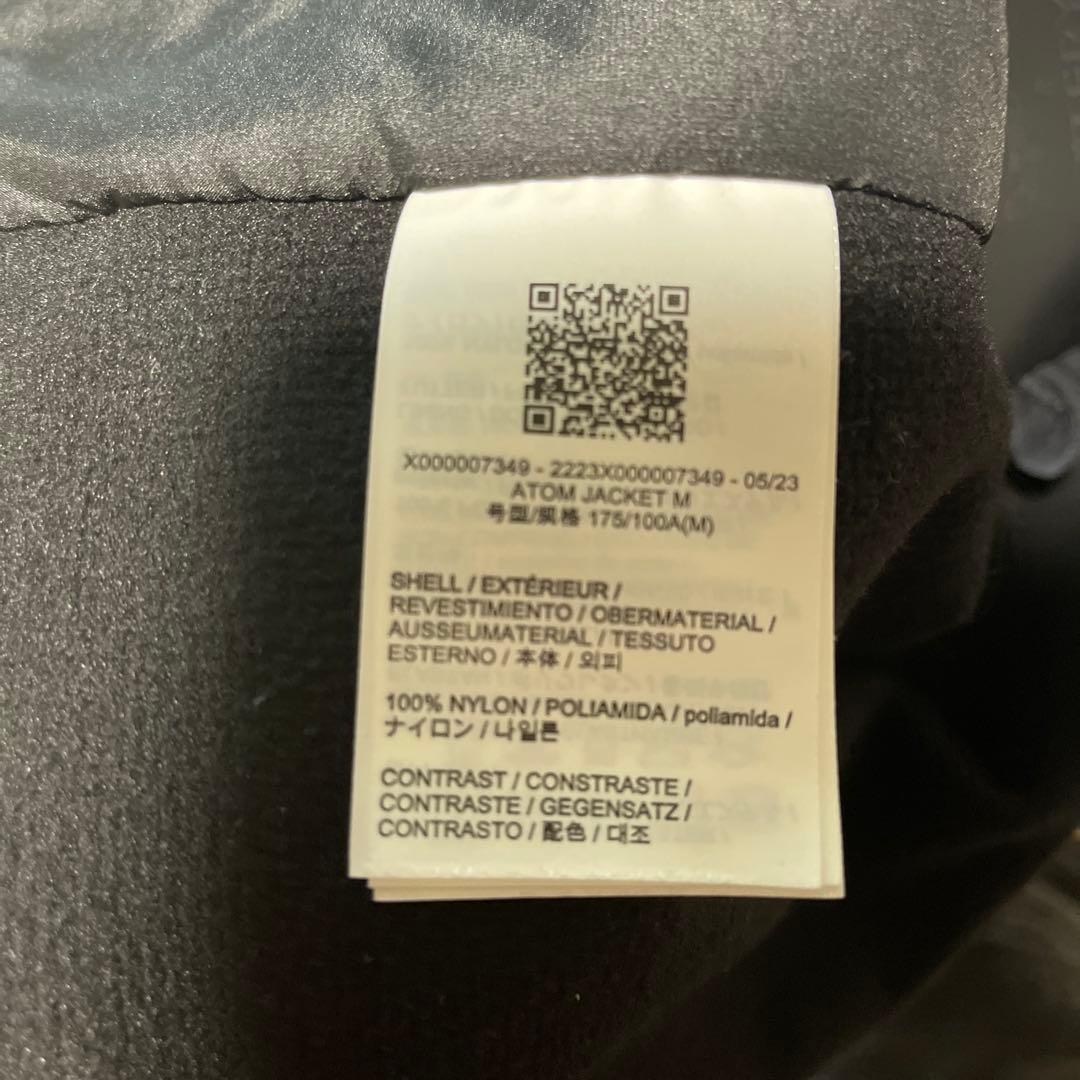 X000007349 - 2223X000007349 - 05/23
ATOM JACKET M
号型/规格 175/100A(M)
SHELL / EXTÉRIEUR /
REVESTIMIENTO / OBERMATERIAL /
AUSSEUMATERIAL / TESSUTO
ESTERNO / 本体 / 외피
100% NYLON / POLIAMIDA / poliamida /
ナイロン / 나일론
CONTRAST / CONSTRASTE /
CONTRASTE / GEGENSATZ /
CONTRASTO / 配色 / 대조